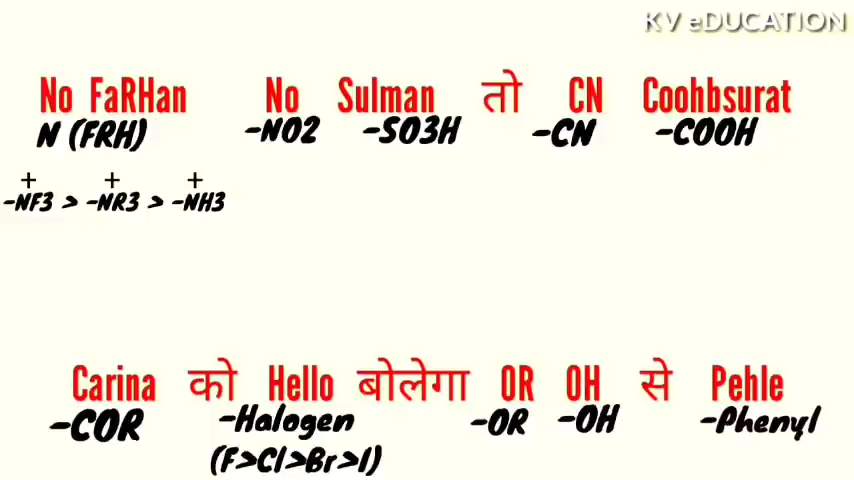 KV eDUCATION
No FaRHan No Sulman तो CN Coohbsurat
N (FRH) -NO2 -SO3H -CN -COOH
+ + +
-NF3 > -NR3 > -NH3
Carina को Hello बोलेगा OR OH से Pehle
-COR -Halogen -OR -OH -Phenyl
(F>Cl>Br>I)